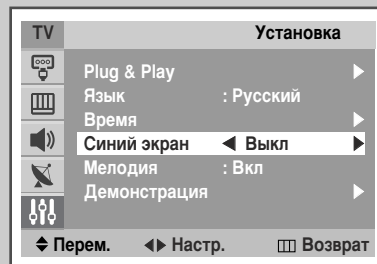 TV Установка
Plug & Play
Язык : Русский
Время
Синий экран Выкл
Мелодия : Вкл
Демонстрация
Перем. Настр. Возврат